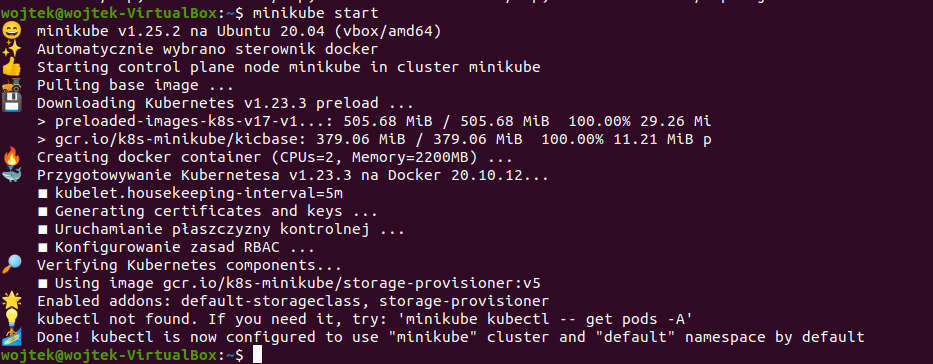 wojtek@wojtek-VirtualBox:~$ minikube start
minikube v1.25.2 na Ubuntu 20.04 (vbox/amd64)
Automatycznie wybrano sterownik docker
Starting control plane node minikube in cluster minikube
Pulling base image ...
Downloading Kubernetes v1.23.3 preload ...
> preloaded-images-k8s-v17-v1...: 505.68 MiB / 505.68 MiB 100.00% 29.26 Mi
> gcr.io/k8s-minikube/kicbase: 379.06 MiB / 379.06 MiB 100.00% 11.21 MiB p
Creating docker container (CPUs=2, Memory=2200MB) ...
Przygotowywanie Kubernetesa v1.23.3 na Docker 20.10.12...
▪ kubelet.housekeeping-interval=5m
▪ Generating certificates and keys ...
▪ Uruchamianie płaszczyzny kontrolnej ...
▪ Konfigurowanie zasad RBAC ...
Verifying Kubernetes components...
▪ Using image gcr.io/k8s-minikube/storage-provisioner:v5
Enabled addons: default-storageclass, storage-provisioner
kubectl not found. If you need it, try: 'minikube kubectl -- get pods -A'
Done! kubectl is now configured to use "minikube" cluster and "default" namespace by default
wojtek@wojtek-VirtualBox:~$